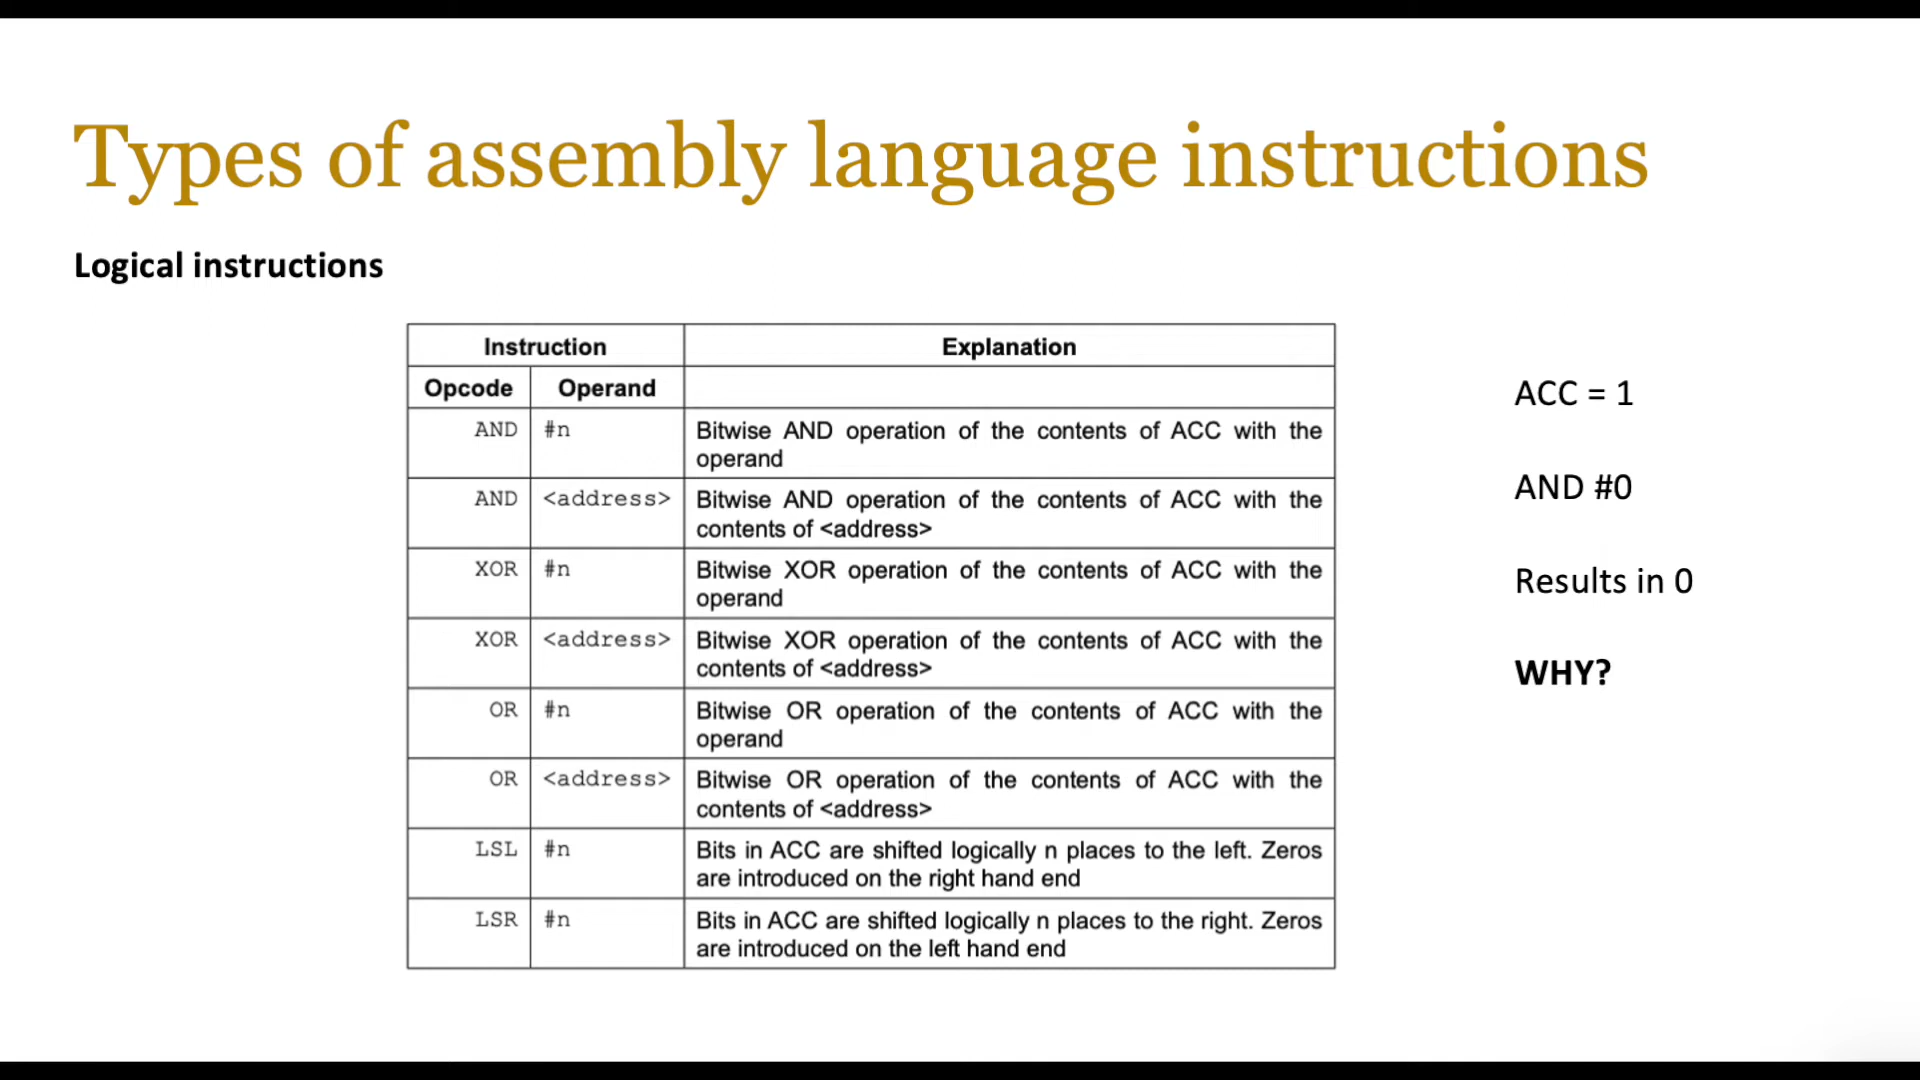 Types of assembly language instructions
Logical instructions
Instruction Explanation
Opcode Operand
AND #n Bitwise AND operation of the contents of ACC with the
operand
AND <address> Bitwise AND operation of the contents of ACC with the
contents of <address>
XOR #n Bitwise XOR operation of the contents of ACC with the
operand
XOR <address> Bitwise XOR operation of the contents of ACC with the
contents of <address>
OR #n Bitwise OR operation of the contents of ACC with the
operand
OR <address> Bitwise OR operation of the contents of ACC with the
contents of <address>
LSL #n Bits in ACC are shifted logically n places to the left. Zeros
are introduced on the right hand end
LSR #n Bits in ACC are shifted logically n places to the right. Zeros
are introduced on the left hand end
ACC = 1
AND #0
Results in 0
WHY?